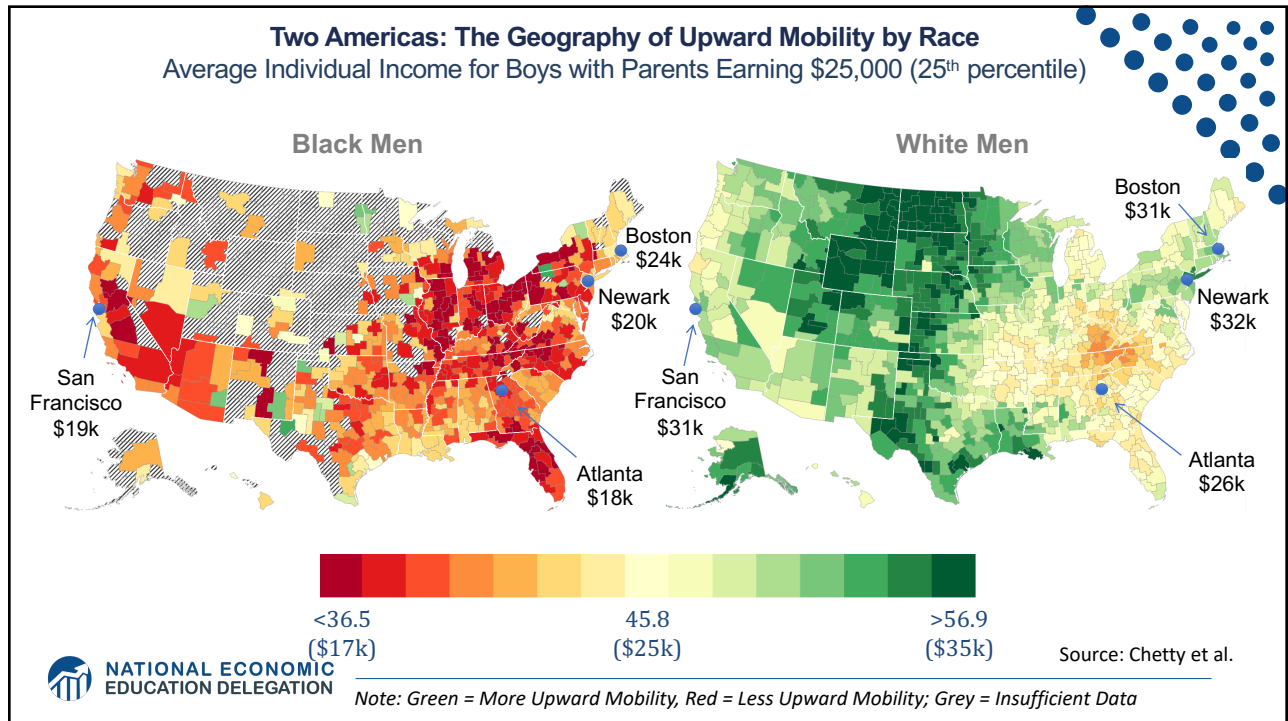 Two Americas: The Geography of Upward Mobility by Race
Average Individual Income for Boys with Parents Earning $25,000 (25th percentile)
Black Men
White Men
Boston
$24k
Newark
$20k
San
Francisco
$19k
Atlanta
$18k
Boston
$31k
Newark
$32k
San
Francisco
$31k
Atlanta
$26k
<36.5
($17k)
45.8
($25k)
>56.9
($35k)
Source: Chetty et al.
NATIONAL ECONOMIC
EDUCATION DELEGATION
Note: Green = More Upward Mobility, Red = Less Upward Mobility; Grey = Insufficient Data